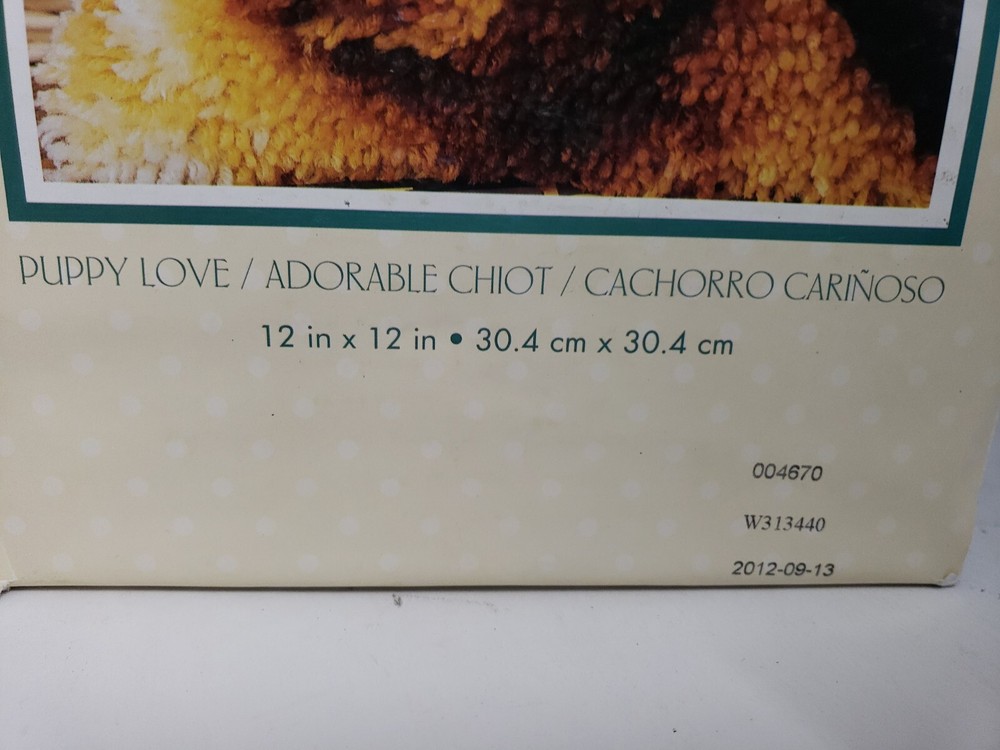 PUPPY LOVE / ADORABLE CHIOT / CACHORRO CARIÑOSO
12 in x 12 in • 30.4 cm x 30.4 cm
004670
W313440
2012-09-13